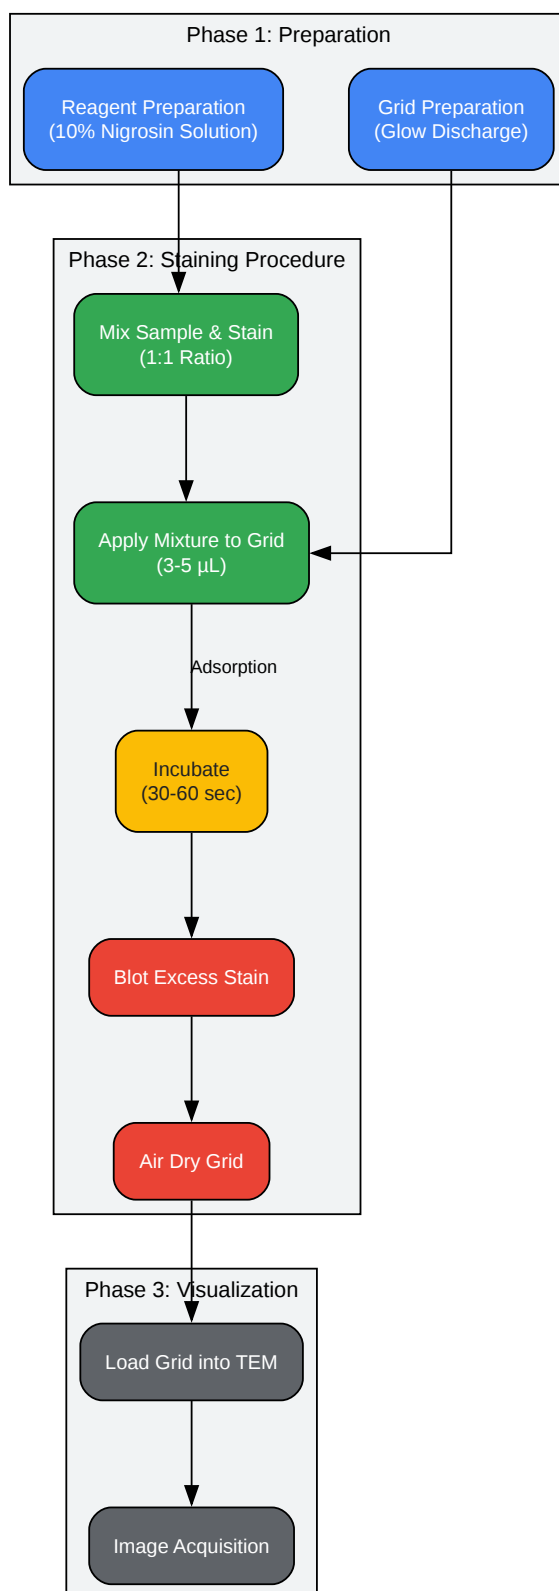 Phase 1: Preparation
Reagent Preparation
(10% Nigrosin Solution)
Grid Preparation
(Glow Discharge)
Phase 2: Staining Procedure
Mix Sample & Stain
(1:1 Ratio)
Apply Mixture to Grid
(3-5 µL)
Adsorption
Incubate
(30-60 sec)
Blot Excess Stain
Air Dry Grid
Phase 3: Visualization
Load Grid into TEM
Image Acquisition